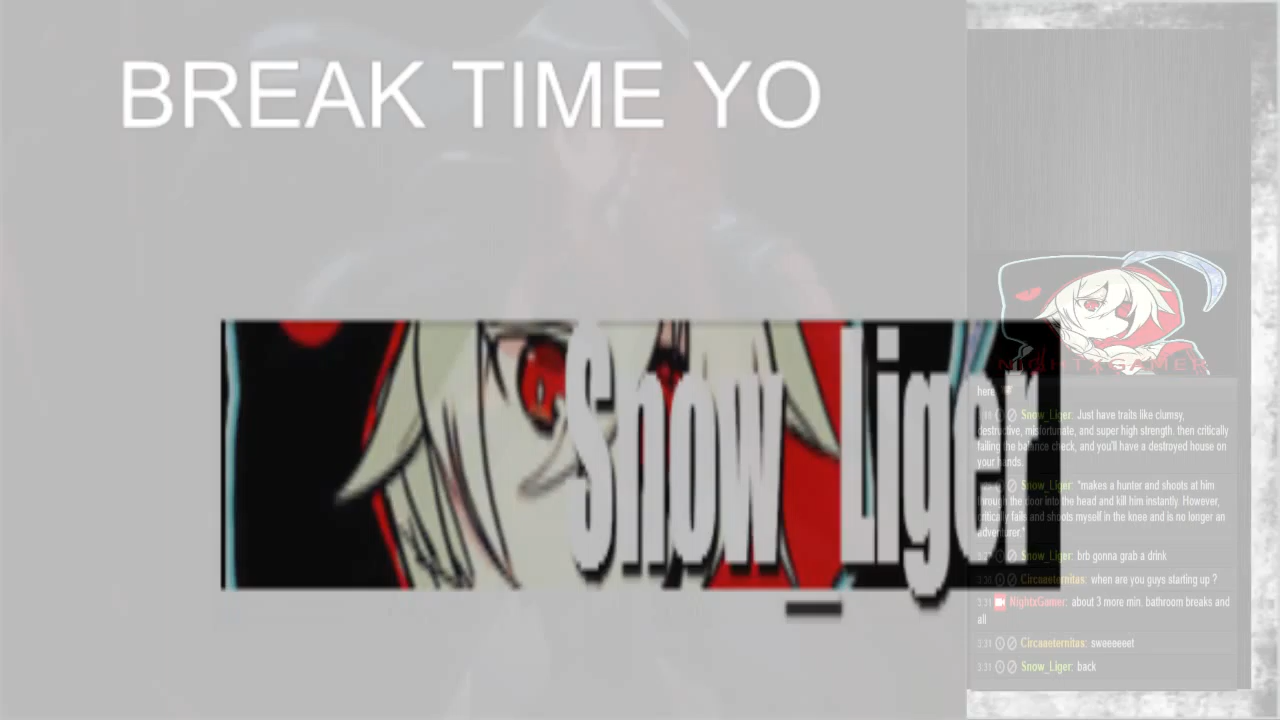 BREAK TIME YO
Snow_Liger
NIGHTxGAMER
here
Snow_Liger: Just have traits like clumsy,
destructive, misfortunate, and super high strength. then critically
failing the balance check, and you'll have a destroyed house on
your hands.
Snow_Liger: *makes a hunter and shoots at him
through the door into the head and kill him instantly. However,
critically fails and shoots myself in the knee and is no longer an
adventurer.*
Snow_Liger: brb gonna grab a drink
3:30 Circaaeternitas: when are you guys starting up ?
3:31 NightxGamer: about 3 more min. bathroom breaks and
all
3:31 Circaaeternitas: sweeeeeet
3:31 Snow_Liger: back